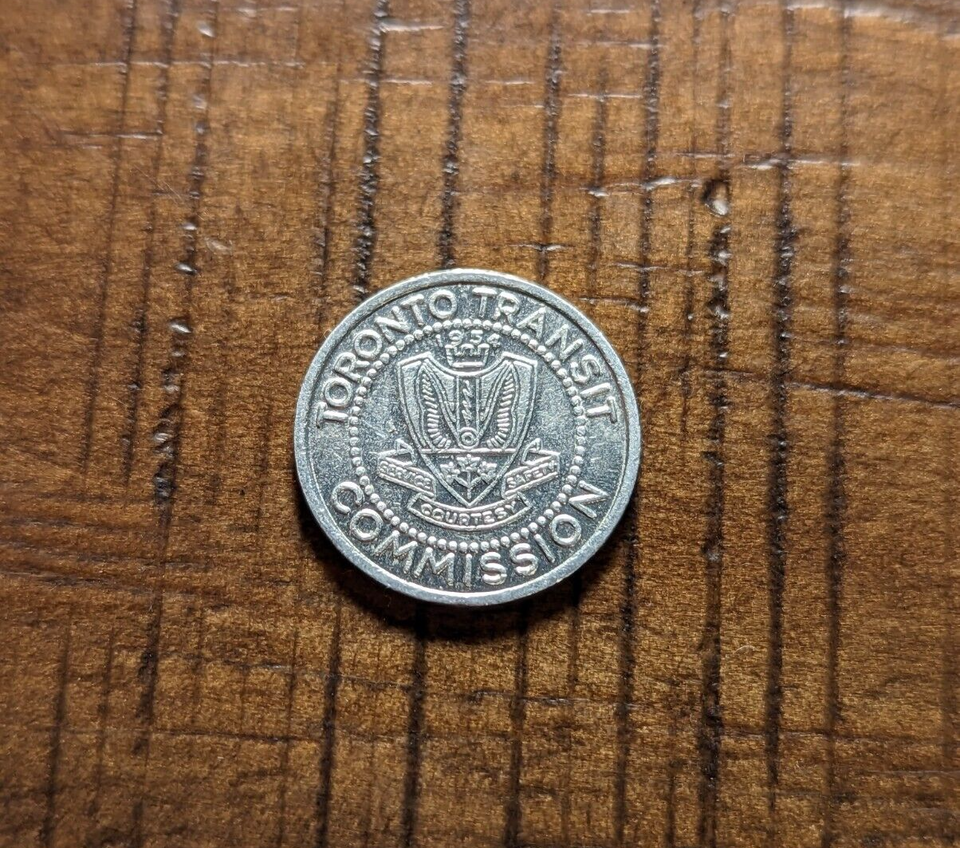 TORONTO TRANSIT
1954
SERVICE
SAFETY
COURTESY
COMMISSION